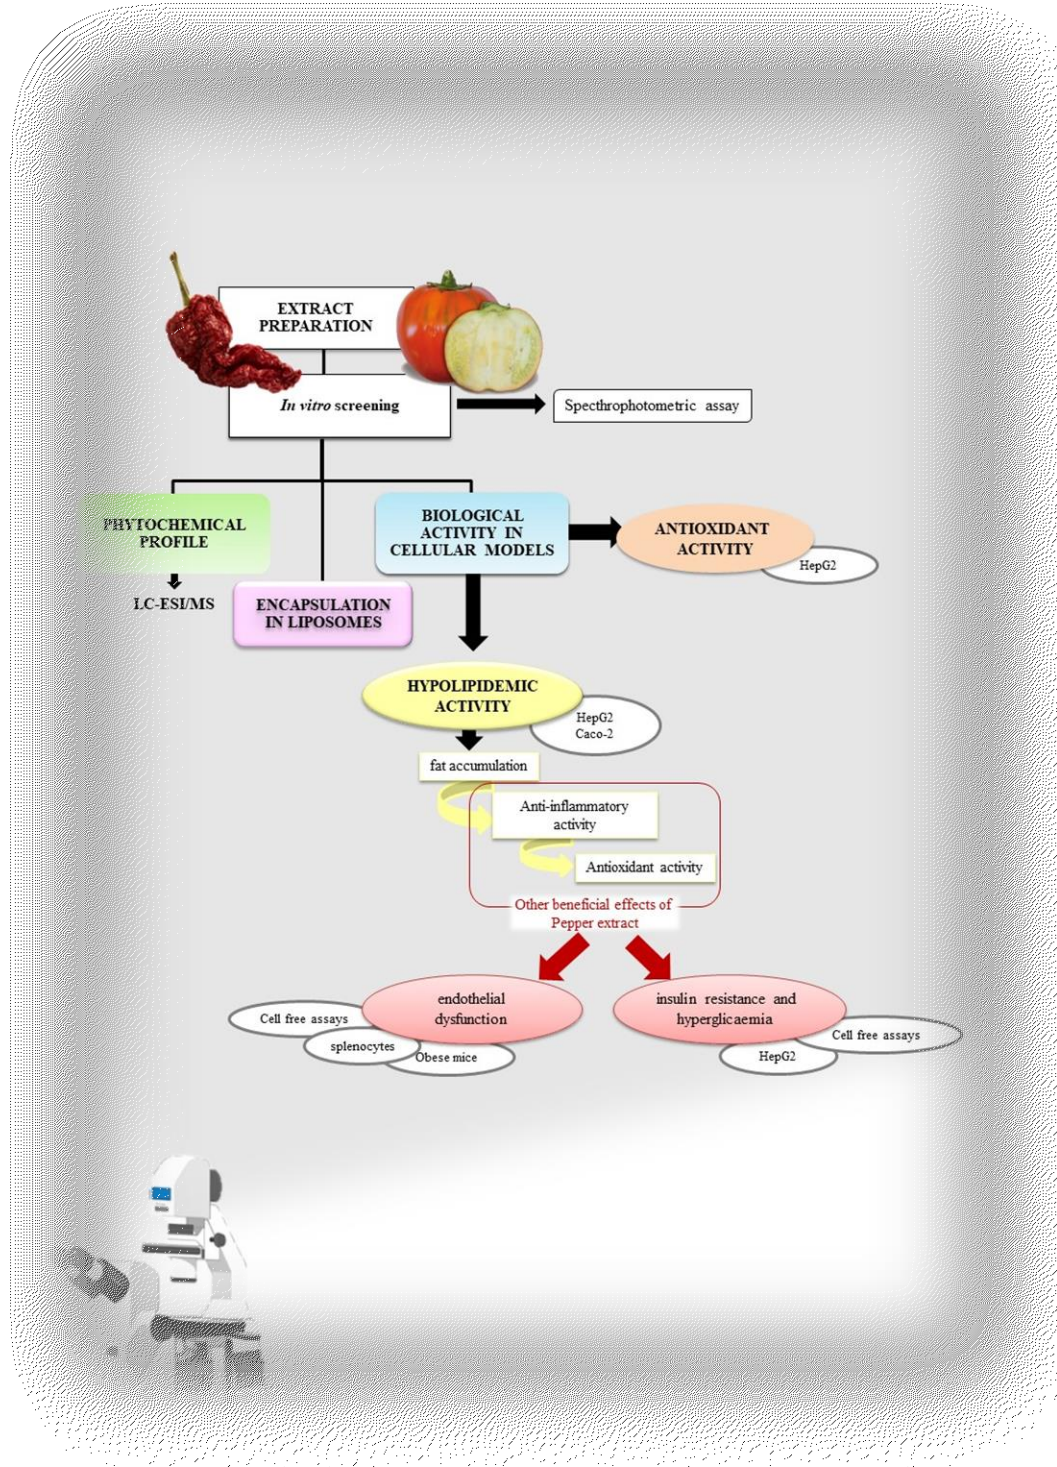 EXTRACT
PREPARATION
In vitro screening
Specthrophotometric assay
PHYTOCHEMICAL
PROFILE
LC-ESI/MS
ENCAPSULATION
IN LIPOSOMES
BIOLOGICAL
ACTIVITY IN
CELLULAR MODELS
ANTIOXIDANT
ACTIVITY
HepG2
HYPOLIPIDEMIC
ACTIVITY
HepG2
Caco-2
fat accumulation
Anti-inflammatory
activity
Antioxidant activity
Other beneficial effects of
Pepper extract
endothelial
dysfunction
Cell free assays
splenocytes
Obese mice
insulin resistance and
hyperglicaemia
Cell free assays
HepG2